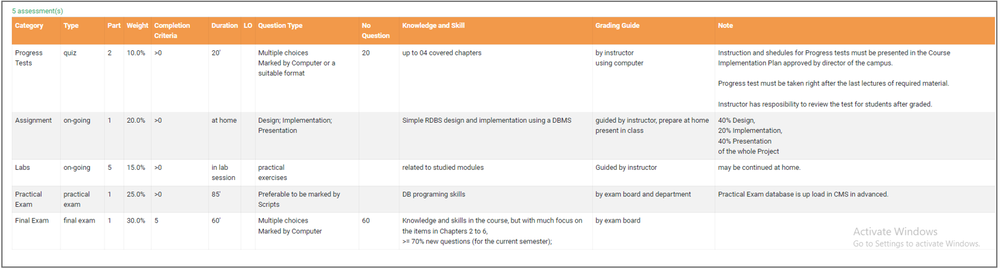 5 assessment(s)
Category Type Part Weight Completion Criteria Duration LO Question Type No Question Knowledge and Skill Grading Guide Note
Progress Tests quiz 2 10.0% >0 20' Multiple choices
Marked by Computer or a suitable format 20 up to 04 covered chapters by instructor
using computer Instruction and shedules for Progress tests must be presented in the Course Implementation Plan approved by director of the campus.
Progress test must be taken right after the last lectures of required material.
Instructor has resposibility to review the test for students after graded.
Assignment on-going 1 20.0% >0 at home Design; Implementation; Presentation Simple RDBS design and implementation using a DBMS guided by instructor, prepare at home present in class 40% Design,
20% Implementation,
40% Presentation
of the whole Project
Labs on-going 5 15.0% >0 in lab session practical exercises related to studied modules Guided by instructor may be continued at home.
Practical Exam practical exam 1 25.0% >0 85' Preferable to be marked by Scripts DB programing skills by exam board and department Practical Exam database is up load in CMS in advanced.
Final Exam final exam 1 30.0% 5 60' Multiple choices
Marked by Computer 60 Knowledge and skills in the course, but with much focus on the items in Chapters 2 to 6,
>= 70% new questions (for the current semester); by exam board
Activate Windows
Go to Settings to activate Windows.